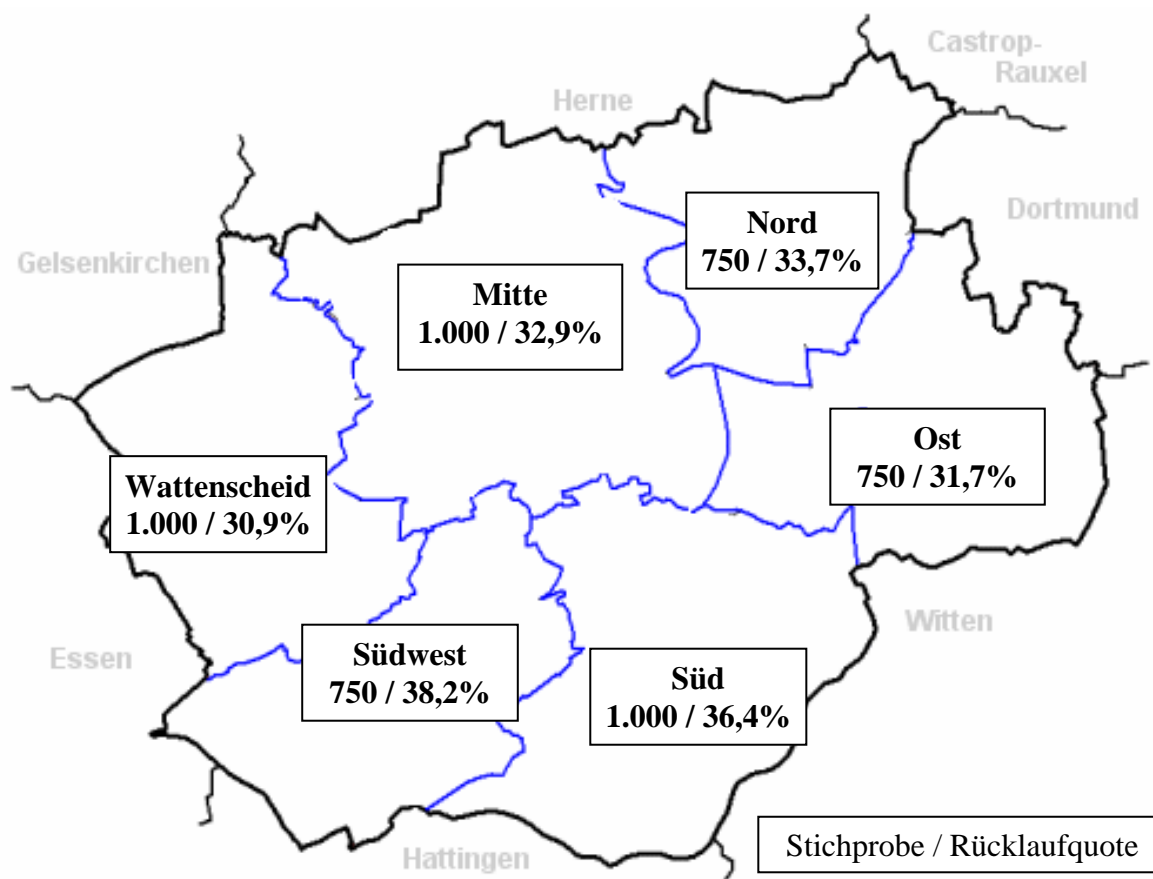 Castrop-
Rauxel
Herne
Dortmund
Nord
750 / 33,7%
Gelsenkirchen
Mitte
1.000 / 32,9%
Ost
750 / 31,7%
Wattenscheid
1.000 / 30,9%
Witten
Essen
Südwest
750 / 38,2%
Süd
1.000 / 36,4%
Hattingen
Stichprobe / Rücklaufquote